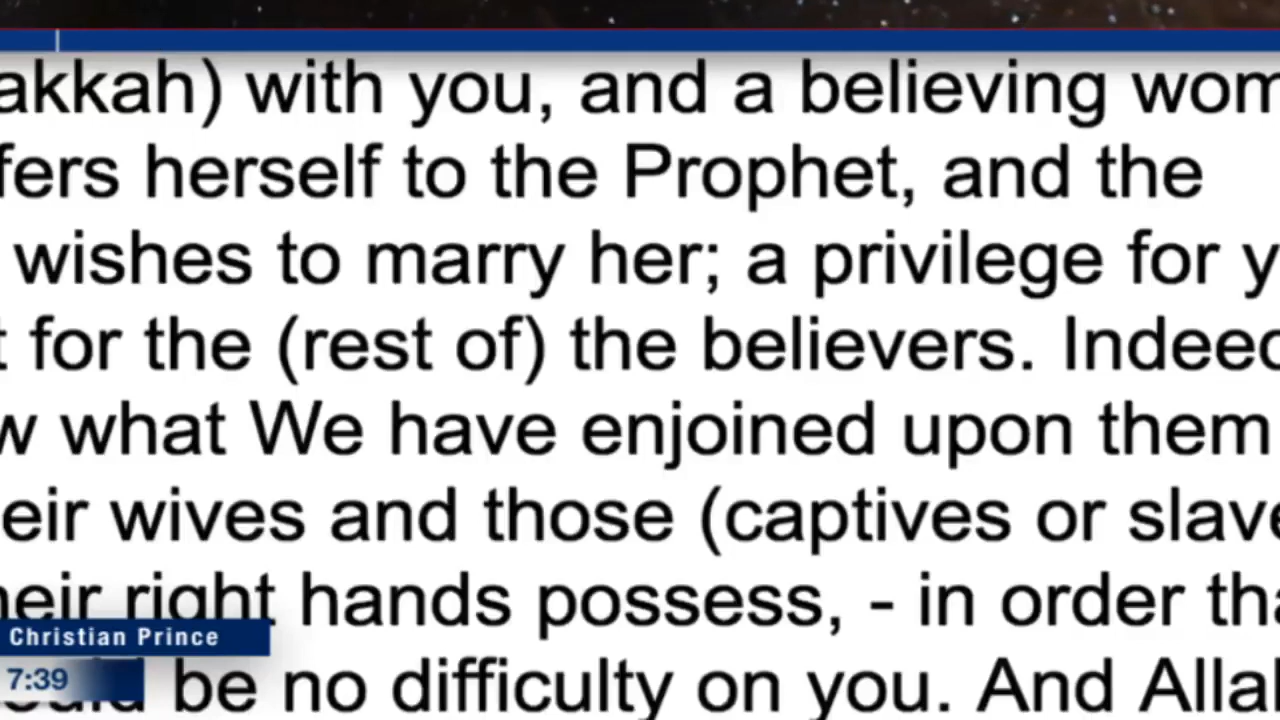 akkah) with you, and a believing wom
fers herself to the Prophet, and the
wishes to marry her; a privilege for y
t for the (rest of) the believers. Indeed
w what We have enjoined upon them
eir wives and those (captives or slave
heir right hands possess, - in order tha
be no difficulty on you. And Allah
Christian Prince
7:39